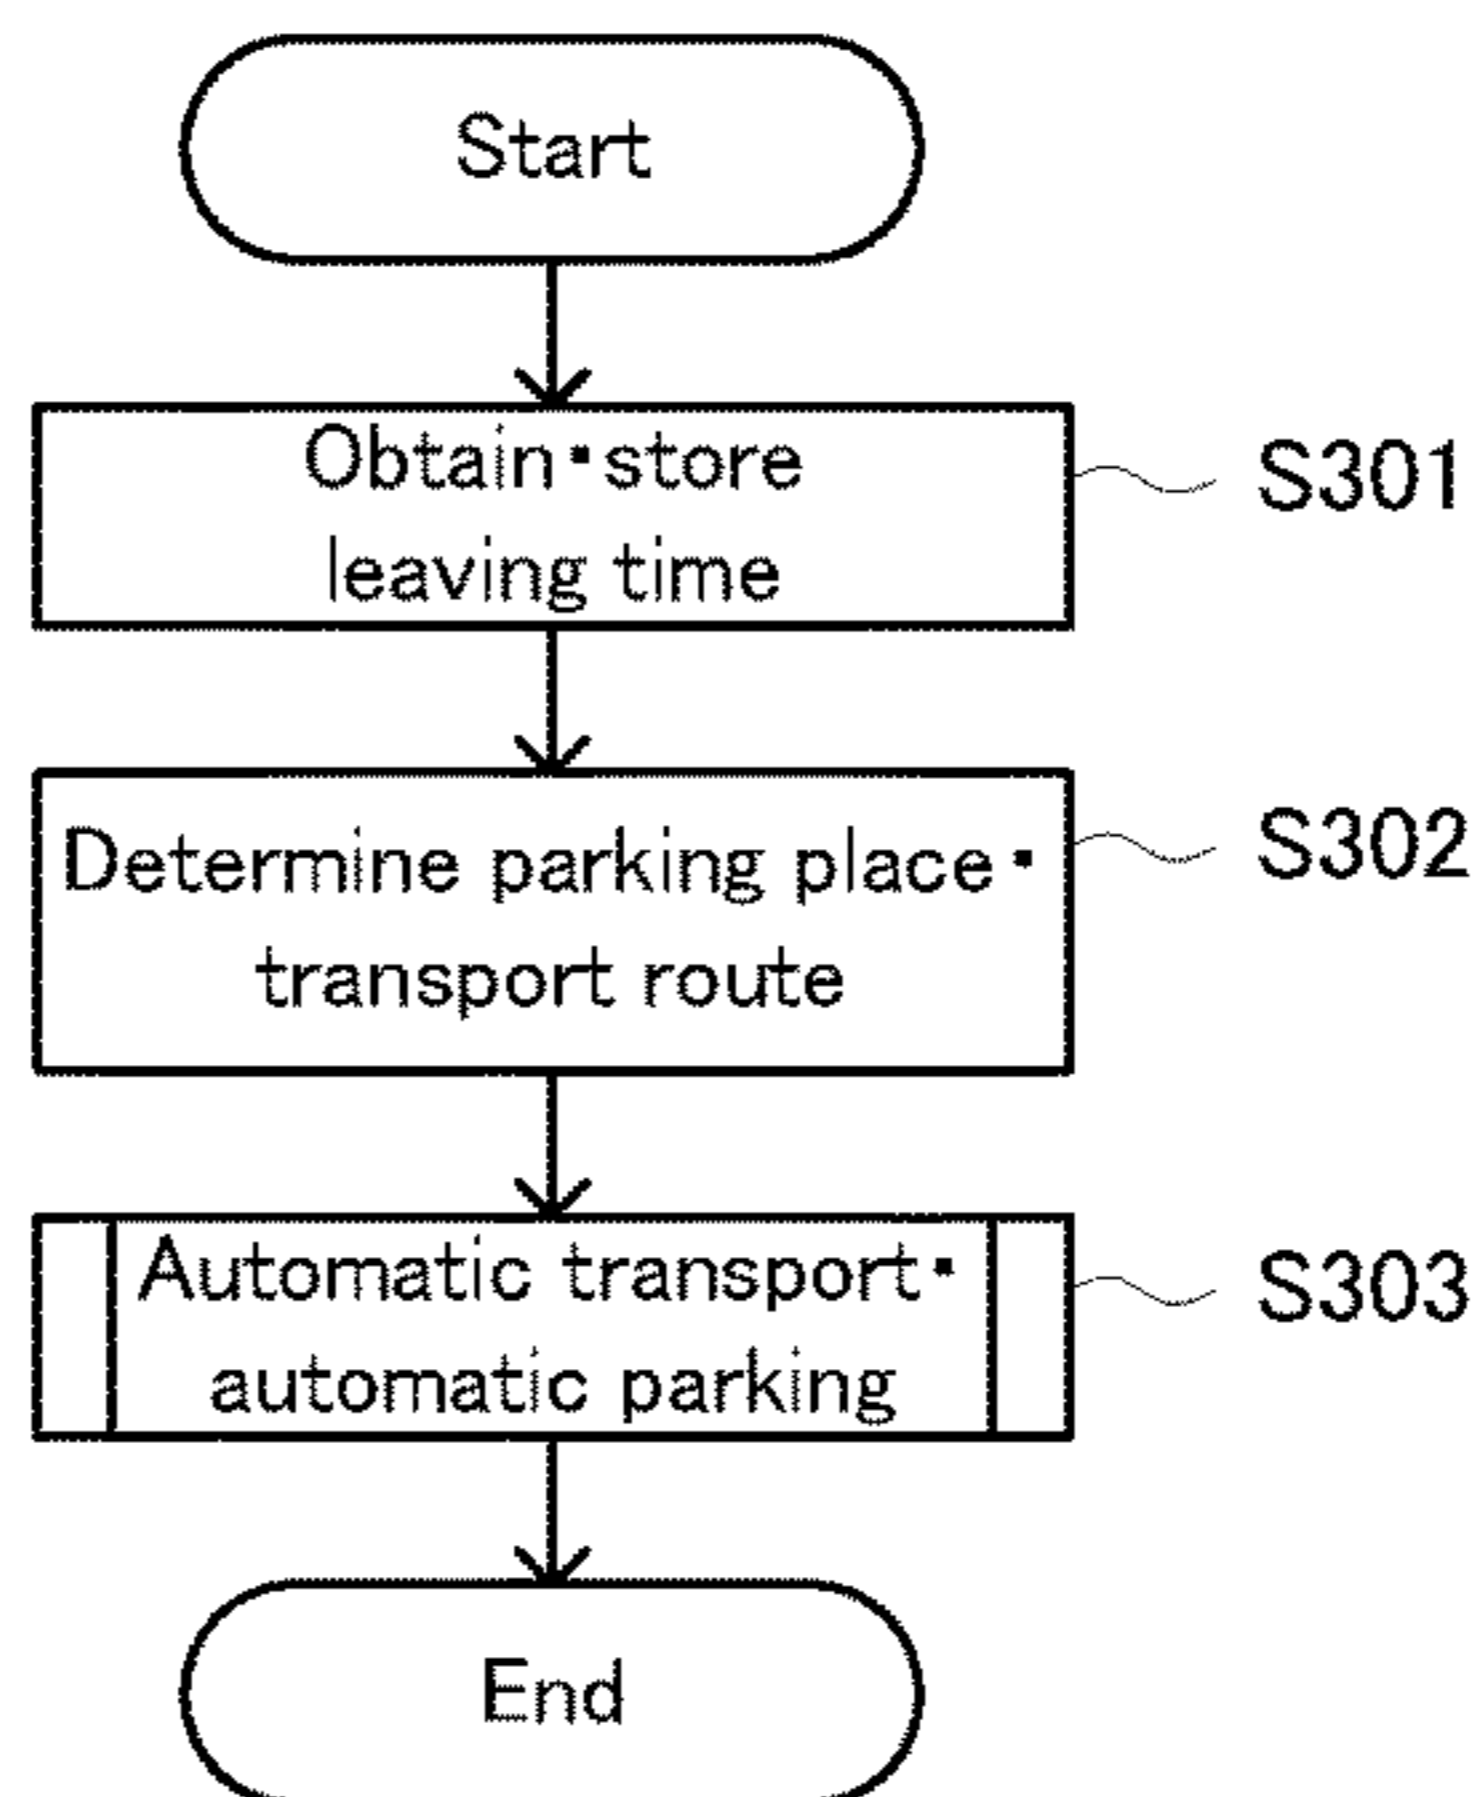 Start
Obtain・store
leaving time
S301
Determine parking place・
transport route
S302
Automatic transport・
automatic parking
S303
End